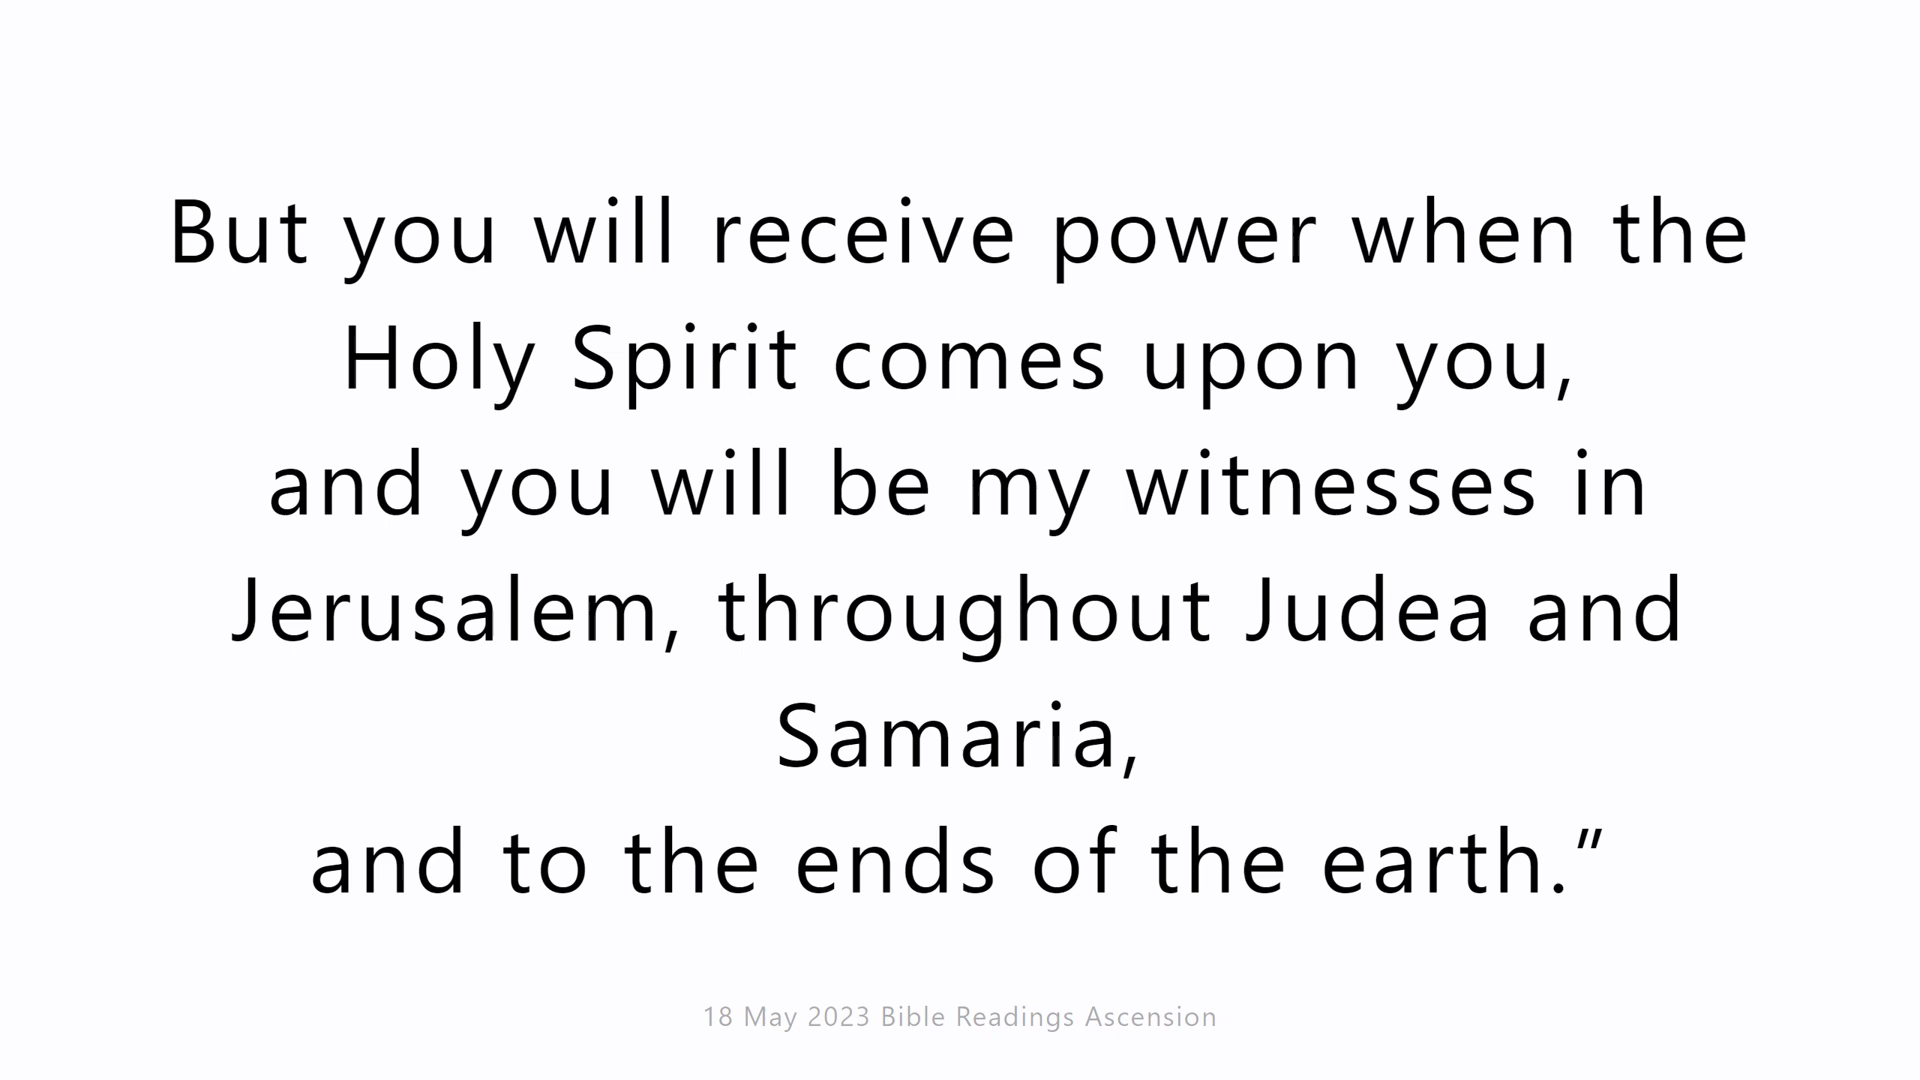 But you will receive power when the
Holy Spirit comes upon you,
and you will be my witnesses in
Jerusalem, throughout Judea and
Samaria,
and to the ends of the earth.”
18 May 2023 Bible Readings Ascension